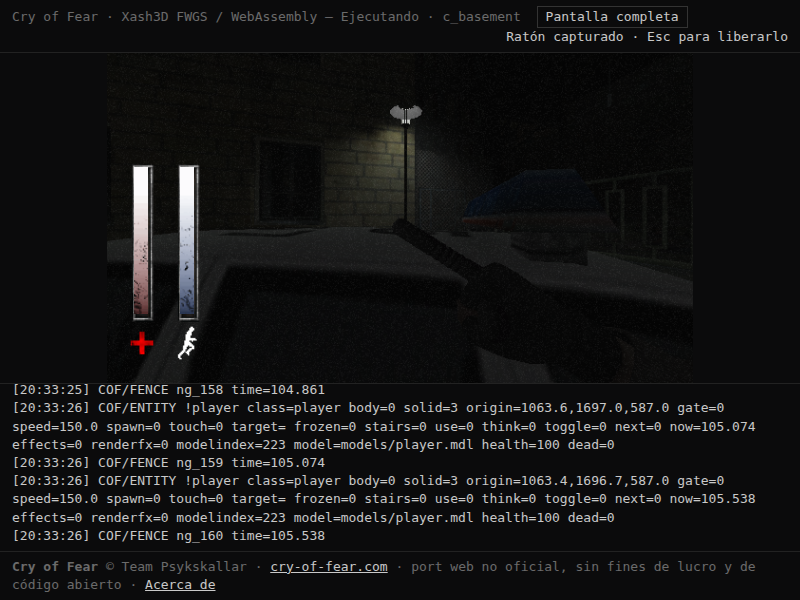 Cry of Fear · Xash3D FWGS / WebAssembly — Ejecutando · c_basement
Pantalla completa
Ratón capturado · Esc para liberarlo
[20:33:25] COF/FENCE ng_158 time=104.861
[20:33:26] COF/ENTITY !player class=player body=0 solid=3 origin=1063.6,1697.0,587.0 gate=0
speed=150.0 spawn=0 touch=0 target= frozen=0 stairs=0 use=0 think=0 toggle=0 next=0 now=105.074
effects=0 renderfx=0 modelindex=223 model=models/player.mdl health=100 dead=0
[20:33:26] COF/FENCE ng_159 time=105.074
[20:33:26] COF/ENTITY !player class=player body=0 solid=3 origin=1063.4,1696.7,587.0 gate=0
speed=150.0 spawn=0 touch=0 target= frozen=0 stairs=0 use=0 think=0 toggle=0 next=0 now=105.538
effects=0 renderfx=0 modelindex=223 model=models/player.mdl health=100 dead=0
[20:33:26] COF/FENCE ng_160 time=105.538
Cry of Fear © Team Psykskallar · cry-of-fear.com · port web no oficial, sin fines de lucro y de
código abierto · Acerca de